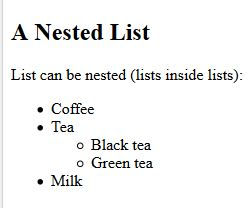 A Nested List
List can be nested (lists inside lists):
Coffee
Tea
Black tea
Green tea
Milk